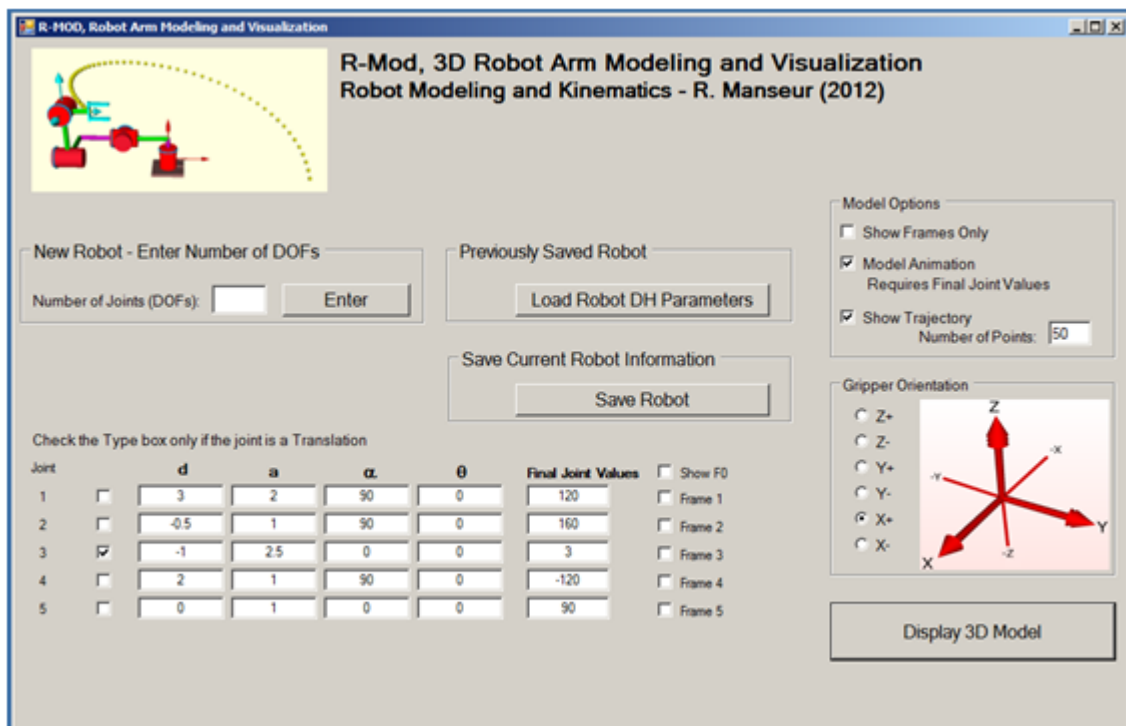 R-MOD, Robot Arm Modeling and Visualization
R-Mod, 3D Robot Arm Modeling and Visualization
Robot Modeling and Kinematics - R. Manseur (2012)
New Robot - Enter Number of DOFs
Number of Joints (DOFs):
Enter
Previously Saved Robot
Load Robot DH Parameters
Save Current Robot Information
Save Robot
Model Options
Show Frames Only
Model Animation
Requires Final Joint Values
Show Trajectory
Number of Points: 50
Gripper Orientation
Z+
Z-
Y+
Y-
X+
X-
Z
-X
-Y
Y
X
-Z
Check the Type box only if the joint is a Translation
Joint d a α. θ Final Joint Values Show F0
1 3 2 90 0 120 Frame 1
2 -0.5 1 90 0 160 Frame 2
3 -1 2.5 0 0 3 Frame 3
4 2 1 90 0 -120 Frame 4
5 0 1 0 0 90 Frame 5
Display 3D Model